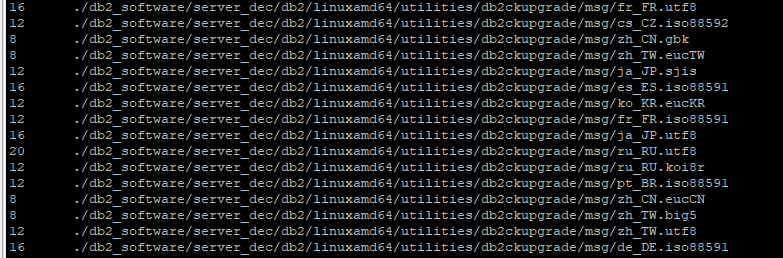 16 ./db2_software/server_dec/db2/linuxamd64/utilities/db2ckupgrade/msg/fr_FR.utf8
12 ./db2_software/server_dec/db2/linuxamd64/utilities/db2ckupgrade/msg/cs_CZ.iso88592
8 ./db2_software/server_dec/db2/linuxamd64/utilities/db2ckupgrade/msg/zh_CN.gbk
8 ./db2_software/server_dec/db2/linuxamd64/utilities/db2ckupgrade/msg/zh_TW.eucTW
12 ./db2_software/server_dec/db2/linuxamd64/utilities/db2ckupgrade/msg/ja_JP.sjis
16 ./db2_software/server_dec/db2/linuxamd64/utilities/db2ckupgrade/msg/es_ES.iso88591
12 ./db2_software/server_dec/db2/linuxamd64/utilities/db2ckupgrade/msg/ko_KR.eucKR
12 ./db2_software/server_dec/db2/linuxamd64/utilities/db2ckupgrade/msg/fr_FR.iso88591
16 ./db2_software/server_dec/db2/linuxamd64/utilities/db2ckupgrade/msg/ja_JP.utf8
20 ./db2_software/server_dec/db2/linuxamd64/utilities/db2ckupgrade/msg/ru_RU.utf8
12 ./db2_software/server_dec/db2/linuxamd64/utilities/db2ckupgrade/msg/ru_RU.koi8r
12 ./db2_software/server_dec/db2/linuxamd64/utilities/db2ckupgrade/msg/pt_BR.iso88591
8 ./db2_software/server_dec/db2/linuxamd64/utilities/db2ckupgrade/msg/zh_CN.eucCN
8 ./db2_software/server_dec/db2/linuxamd64/utilities/db2ckupgrade/msg/zh_TW.big5
12 ./db2_software/server_dec/db2/linuxamd64/utilities/db2ckupgrade/msg/zh_TW.utf8
16 ./db2_software/server_dec/db2/linuxamd64/utilities/db2ckupgrade/msg/de_DE.iso88591